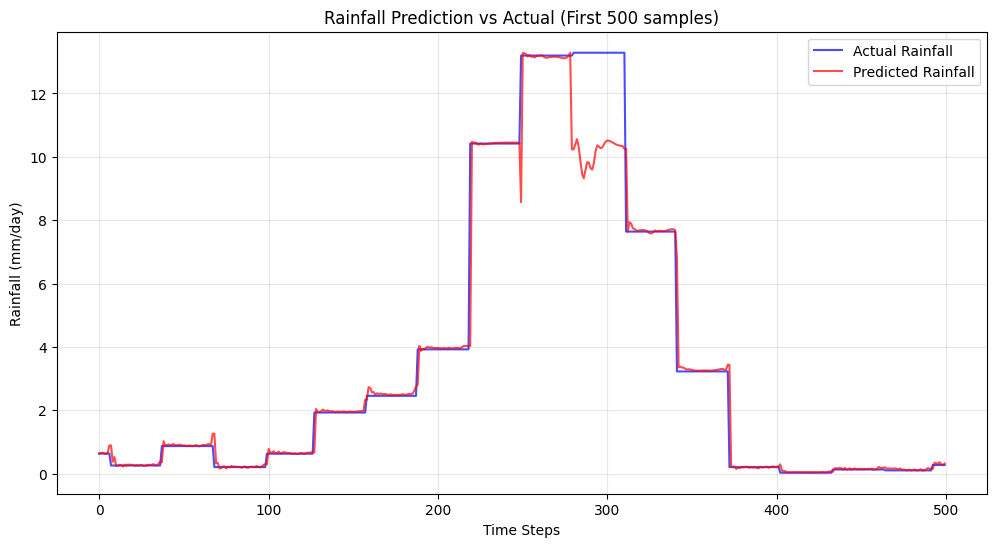 Rainfall Prediction vs Actual (First 500 samples)
Actual Rainfall
Predicted Rainfall
Rainfall (mm/day)
12
10
8
6
4
2
0
0 100 200 300 400 500
Time Steps